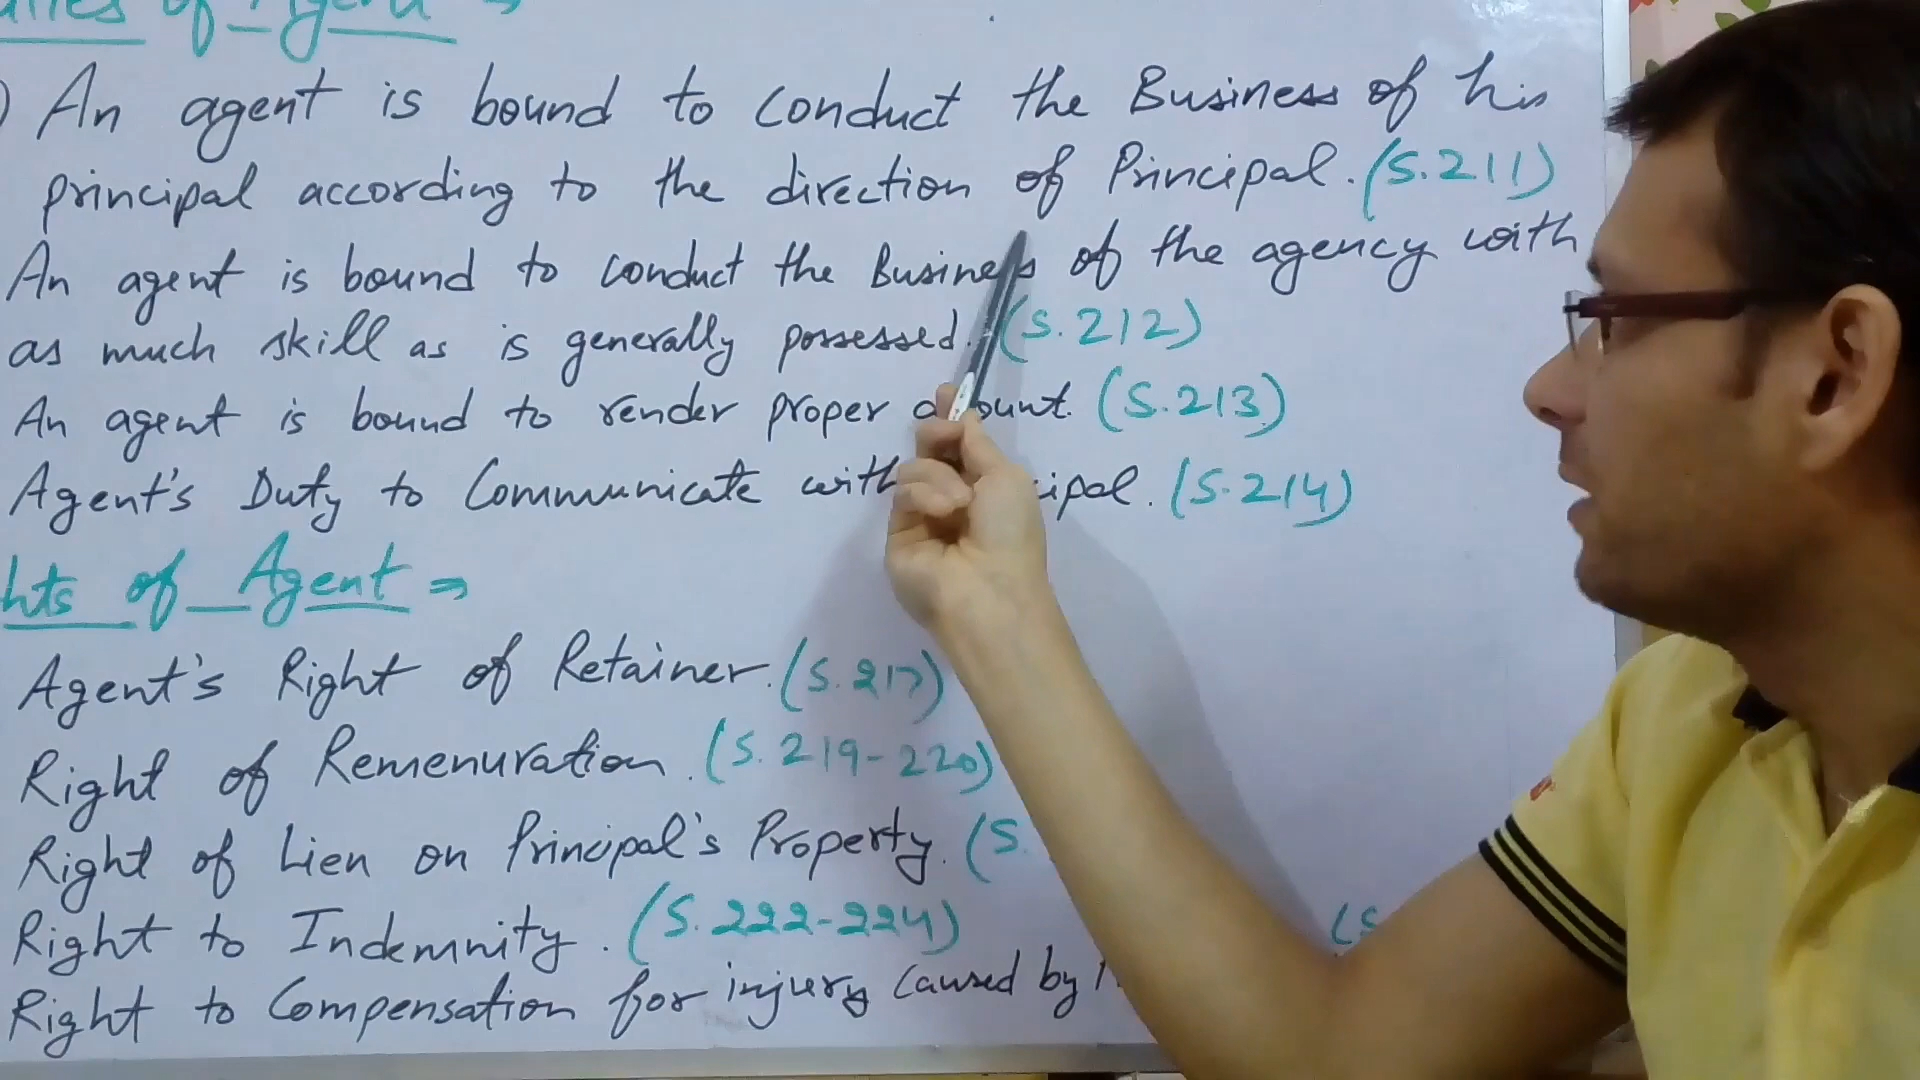 of Agent ⇒
) An agent is bound to conduct the Business of his
principal according to the direction of Principal. (S.211)
An agent is bound to conduct the Business of the agency with
as much skill as is generally possessed. (S.212)
An agent is bound to render proper (S.213)
Agent's Duty to Communicate with (S.214)
hts of Agent ⇒
Agent's Right of Retainer. (S.217)
Right of Remenuration. (S.219-220)
Right of Lien on Principal's Property. (S.
Right to Indemnity. (S.222-224)
(S
Right to Compensation for injury caused by